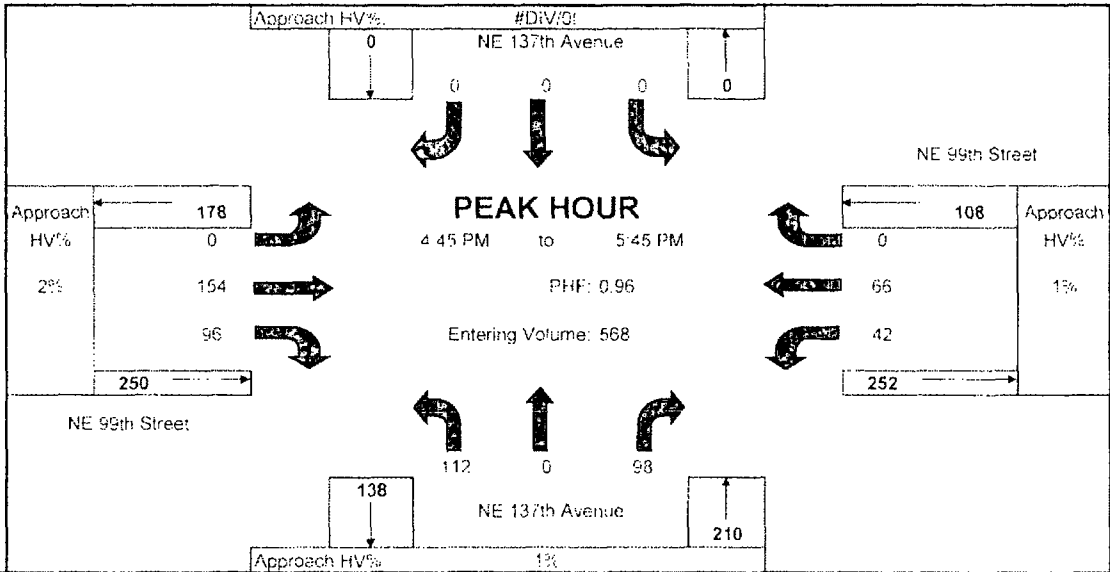 Approach HV%: #DIV/0!
0 NE 137th Avenue 0
0 0 0
NE 99th Street
Approach HV% 2%
178
0
154
96
250
NE 99th Street
PEAK HOUR
4:45 PM to 5:45 PM
PHF: 0.96
Entering Volume: 568
108
0
66
42
252
Approach HV% 1%
112 0 98
138 NE 137th Avenue 210
Approach HV% 1%